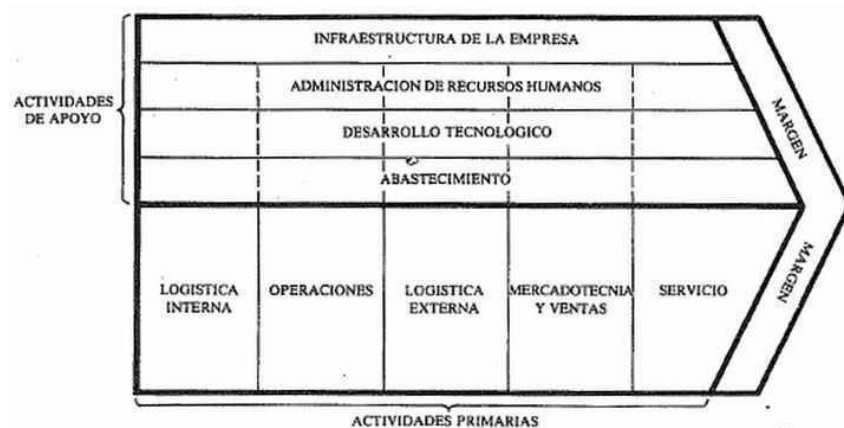 INFRAESTRUCTURA DE LA EMPRESA
ADMINISTRACION DE RECURSOS HUMANOS
DESARROLLO TECNOLOGICO
ABASTECIMIENTO
ACTIVIDADES
DE APOYO
MARGEN
LOGISTICA
INTERNA
OPERACIONES
LOGISTICA
EXTERNA
MERCADOTECNIA
Y VENTAS
SERVICIO
MARGEN
ACTIVIDADES PRIMARIAS